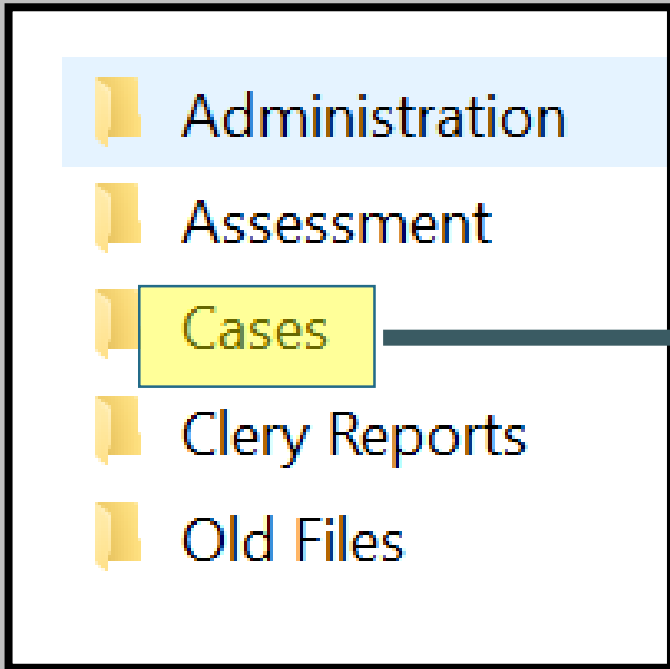 Administration
Assessment
Cases
Clery Reports
Old Files